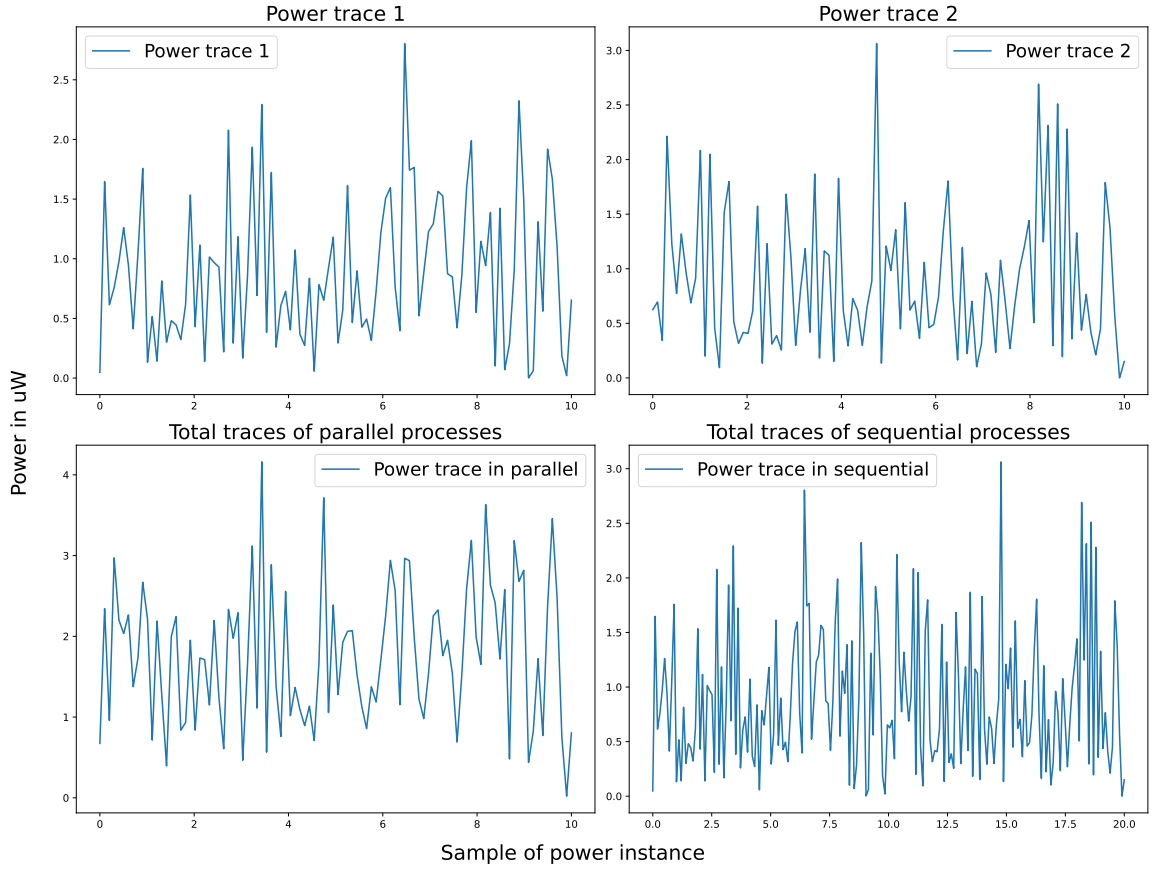 Power trace 1
Power trace 1
2.5
2.0
1.5
1.0
0.5
0.0
0 2 4 6 8 10
Power trace 2
Power trace 2
3.0
2.5
2.0
1.5
1.0
0.5
0.0
0 2 4 6 8 10
Power in uW
Total traces of parallel processes
Power trace in parallel
4
3
2
1
0
0 2 4 6 8 10
Total traces of sequential processes
Power trace in sequential
3.0
2.5
2.0
1.5
1.0
0.5
0.0
0.0 2.5 5.0 7.5 10.0 12.5 15.0 17.5 20.0
Sample of power instance